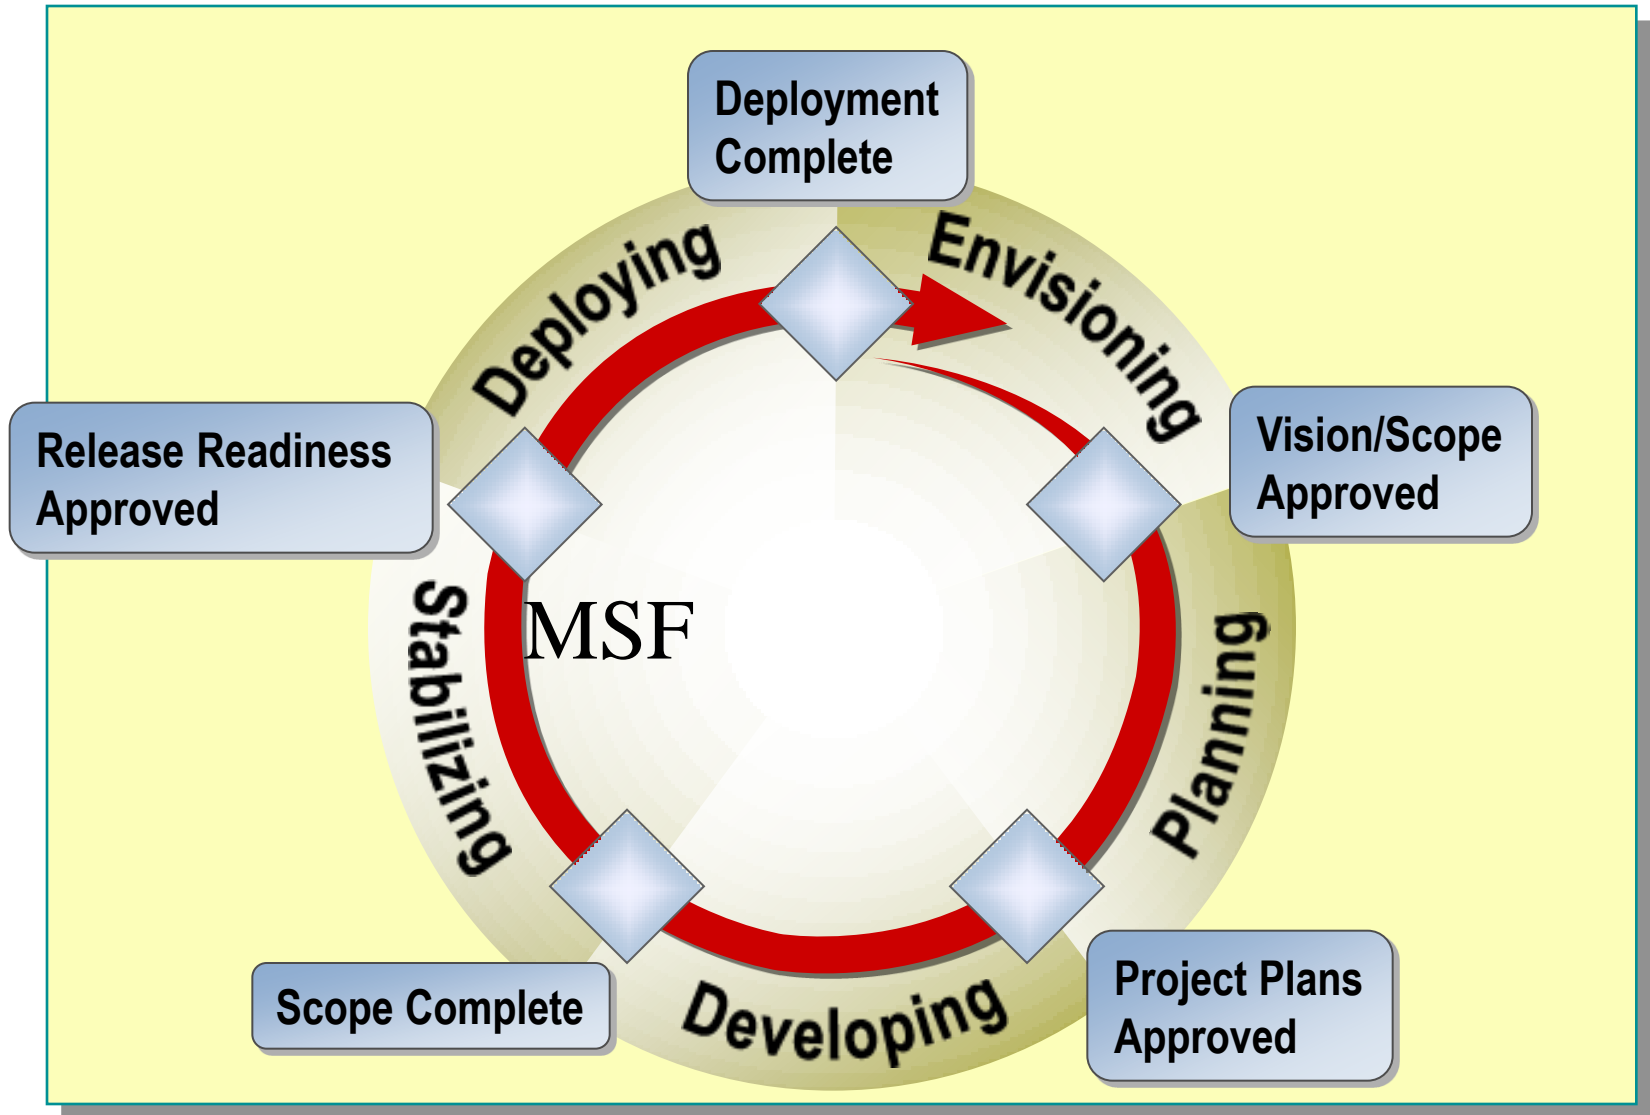 Deployment
Complete
Deploying
Envisioning
Release Readiness
Approved
Vision/Scope
Approved
MSF
Stabilizing
Planning
Scope Complete
Developing
Project Plans
Approved